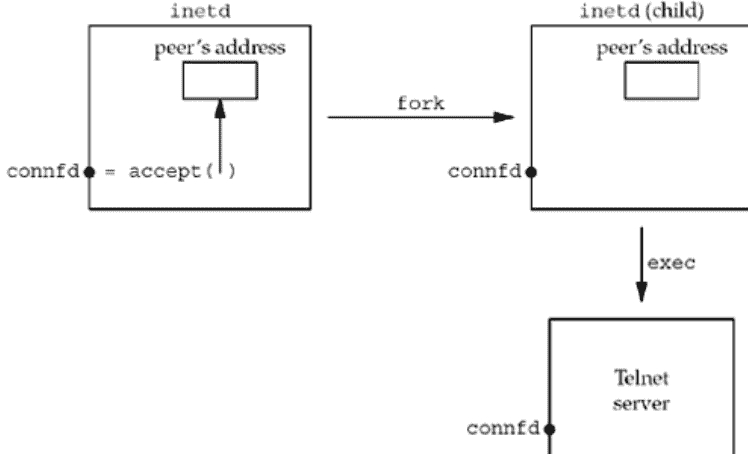 inetd
inetd (child)
peer's address
peer's address
fork
connfd = accept( )
connfd
exec
Telnet
server
connfd